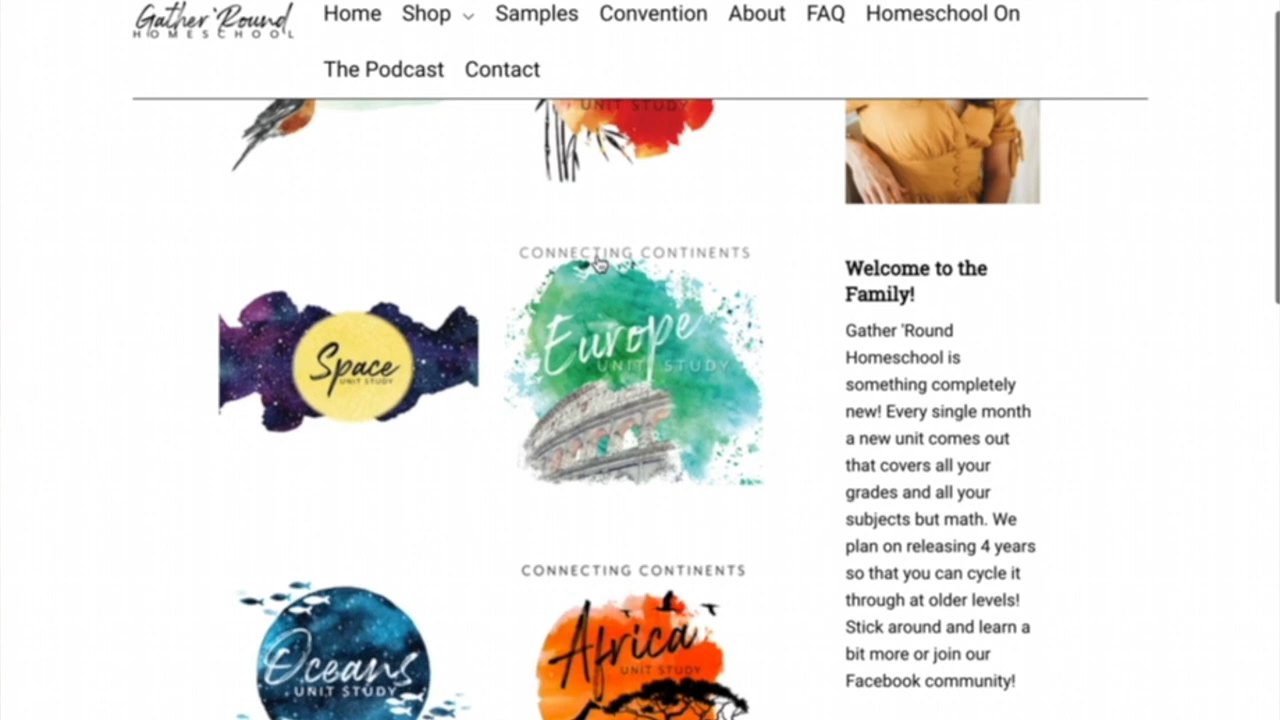 Gather 'Round
HOMESCHOOL
Home Shop Samples Convention About FAQ Homeschool On
The Podcast Contact
UNIT STUDY
CONNECTING CONTINENTS
Space
UNIT STUDY
Europe
UNIT STUDY
CONNECTING CONTINENTS
Oceans
UNIT STUDY
Africa
UNIT STUDY
Welcome to the
Family!
Gather 'Round
Homeschool is
something completely
new! Every single month
a new unit comes out
that covers all your
grades and all your
subjects but math. We
plan on releasing 4 years
so that you can cycle it
through at older levels!
Stick around and learn a
bit more or join our
Facebook community!